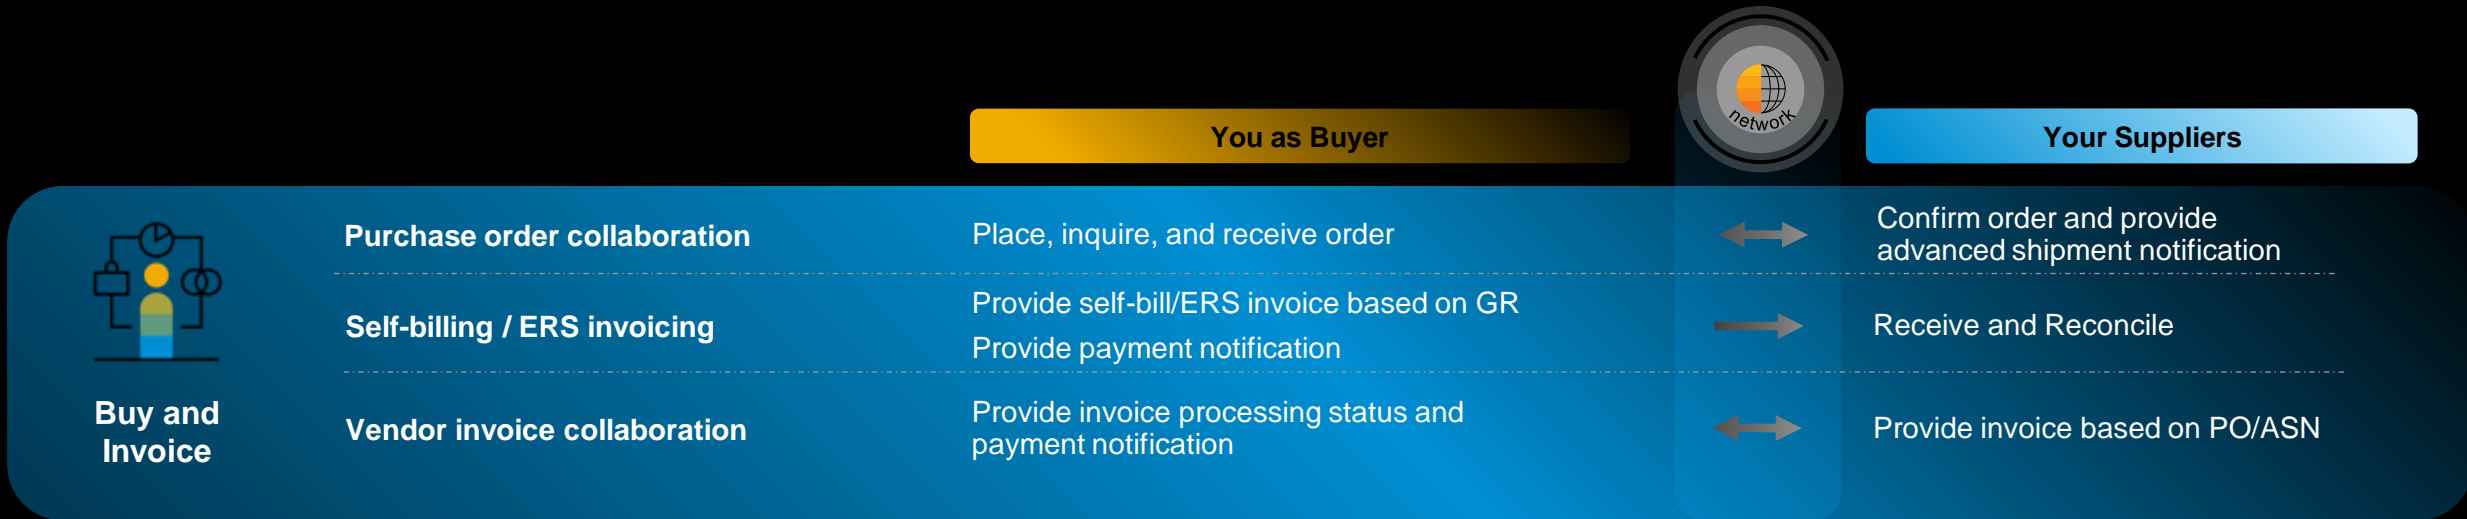 network
You as Buyer
Your Suppliers
Purchase order collaboration
Place, inquire, and receive order
Confirm order and provide
advanced shipment notification
Self-billing / ERS invoicing
Provide self-bill/ERS invoice based on GR
Provide payment notification
Receive and Reconcile
Buy and
Invoice
Vendor invoice collaboration
Provide invoice processing status and
payment notification
Provide invoice based on PO/ASN